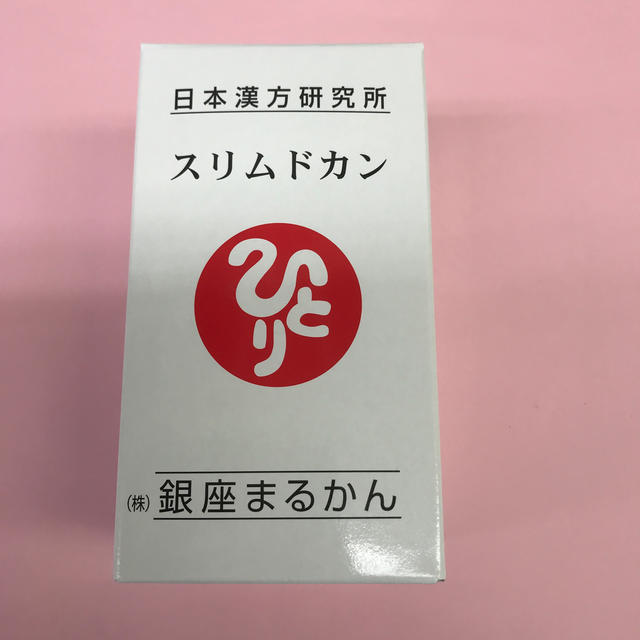 日本漢方研究所
スリムドカン
ひとり
(株)銀座まるかん